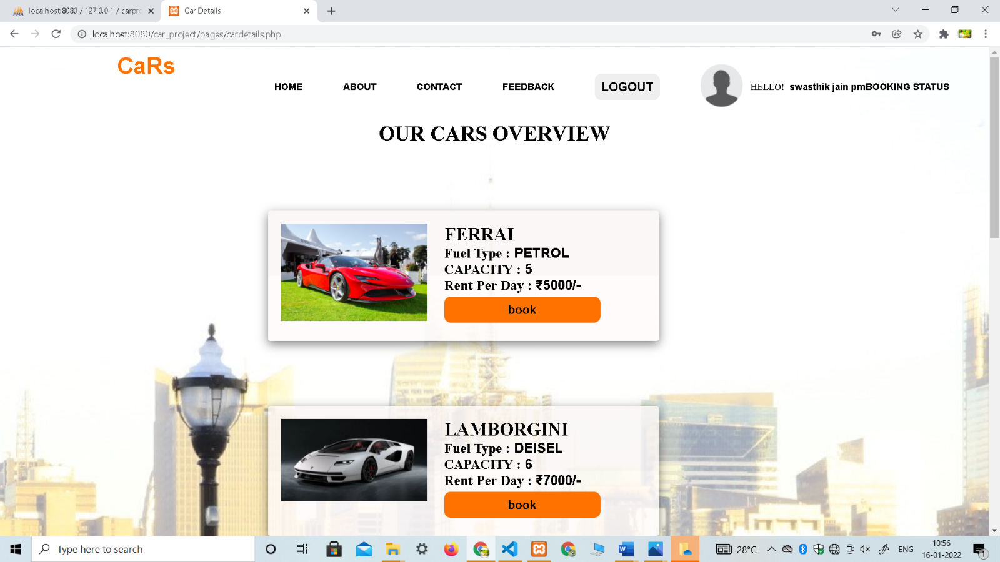 localhost:8080 / 127.0.0.1 / carpro
Car Details
localhost:8080/car_project/pages/cardetails.php
CaRs
HOME ABOUT CONTACT FEEDBACK LOGOUT HELLO! swasthik jain pmBOOKING STATUS
OUR CARS OVERVIEW
FERRAI
Fuel Type : PETROL
CAPACITY : 5
Rent Per Day : ₹5000/-
book
LAMBORGINI
Fuel Type : DEISEL
CAPACITY : 6
Rent Per Day : ₹7000/-
book
Type here to search
28°C
ENG
10:56
16-01-2022
1